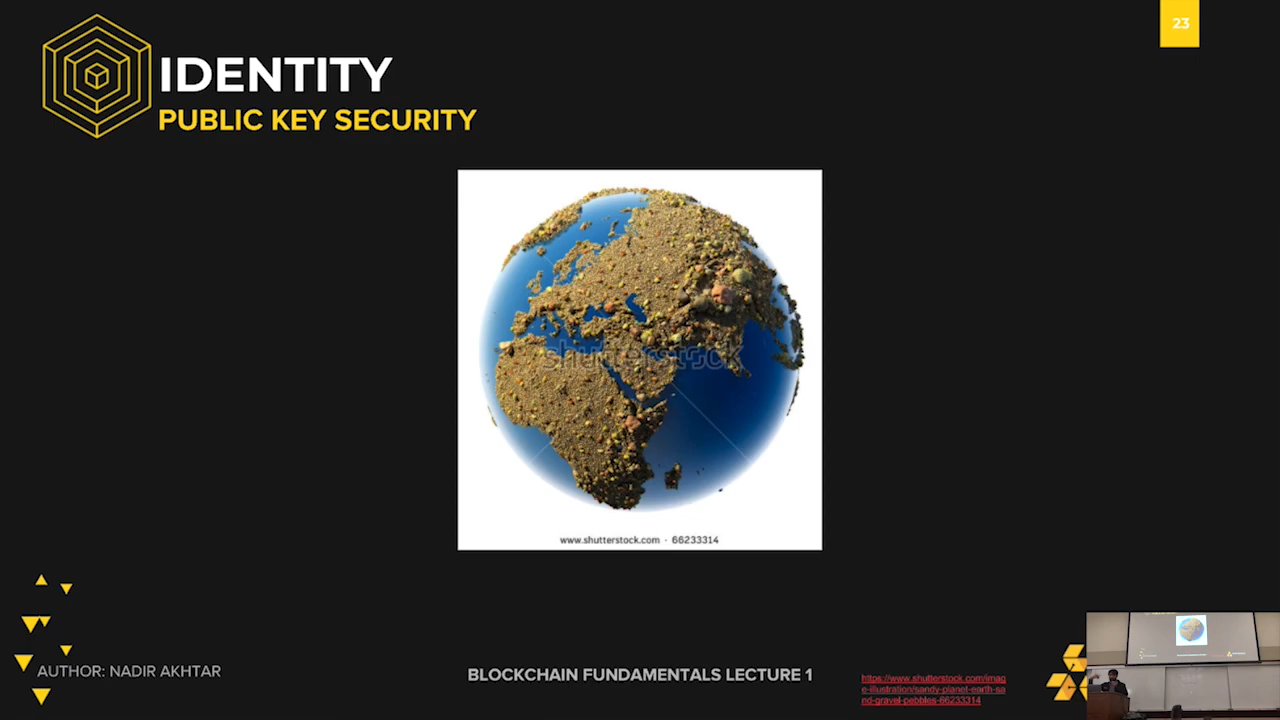 23
IDENTITY
PUBLIC KEY SECURITY
shutterstock
www.shutterstock.com · 66233314
AUTHOR: NADIR AKHTAR
BLOCKCHAIN FUNDAMENTALS LECTURE 1
https://www.shutterstock.com/imag
e-illustration/sandy-planet-earth-sa
nd-gravel-pebbles-66233314